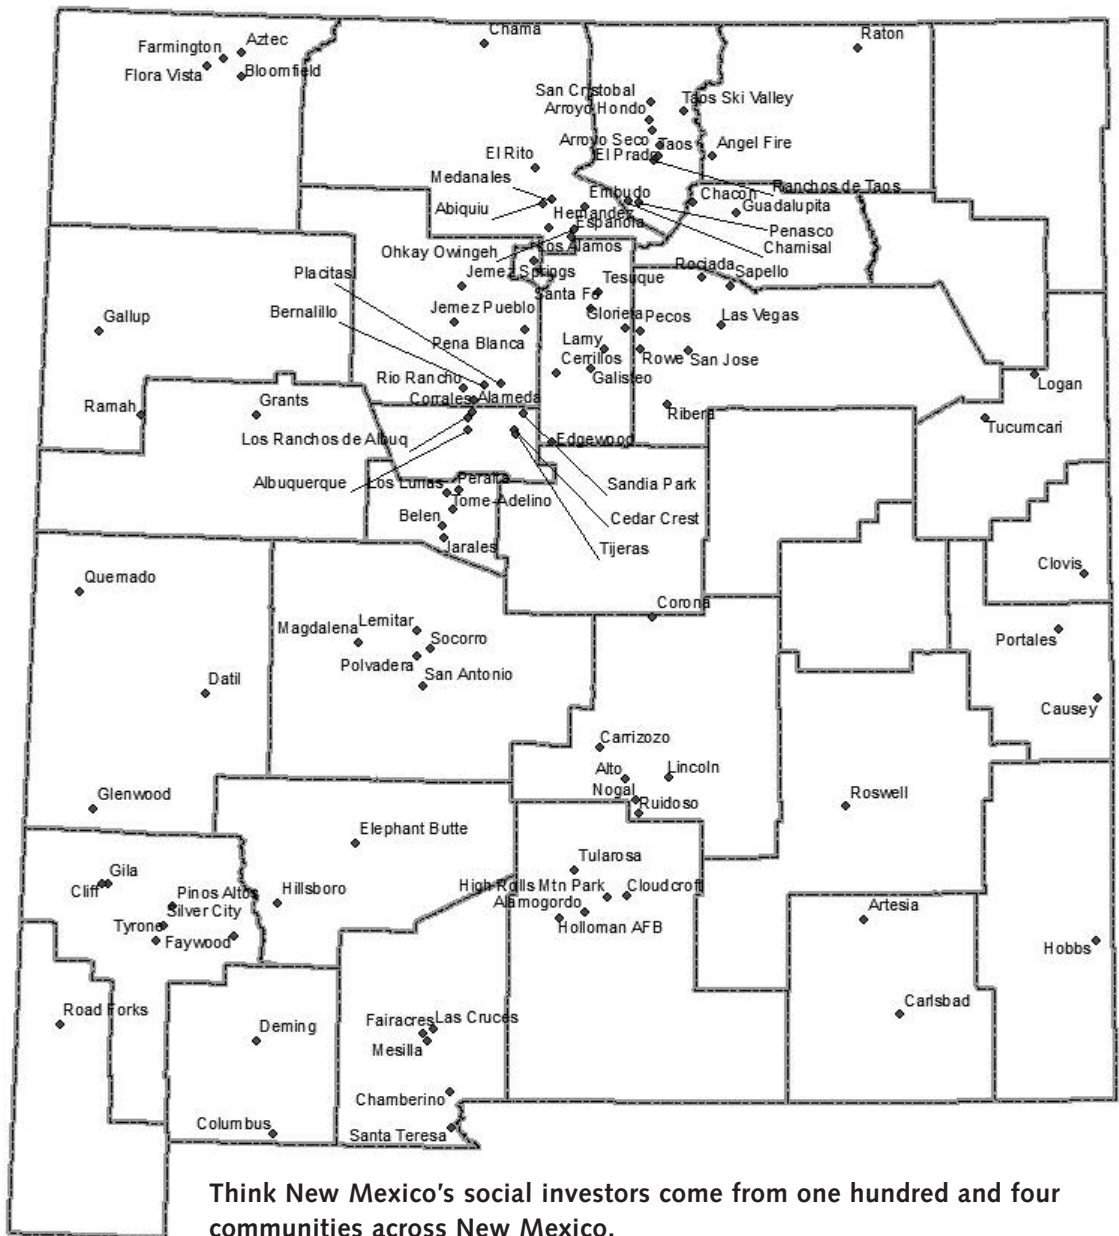 Chama
Raton
Aztec
Farmington
Flora Vista
Bloomfield
San Cristobal
Taos Ski Valley
Arroyo Hondo
Arroyo Seco
Taos
Angel Fire
El Rito
El Prado
Medanales
Ranchos de Taos
Embudo
Chacon
Abiquiu
Hernandez
Guadalupita
Espanola
Penasco
Ohkay Owingeh
Los Alamos
Chamisal
Placitas
Jemez Springs
Rociada
Sapello
Tesuque
Santa Fe
Bernalillo
Jemez Pueblo
Glorieta
Pecos
Las Vegas
Gallup
Pena Blanca
Lamy
Cerrillos
Rowe
San Jose
Galisteo
Rio Rancho
Logan
Corrales
Alameda
Ramah
Grants
Ribera
Tucumcari
Los Ranchos de Albuq
Edgewood
Albuquerque
Los Lunas
Peralta
Sandia Park
Tome-Adelino
Belen
Cedar Crest
Jarales
Tijeras
Clovis
Quemado
Corona
Lemitar
Magdalena
Socorro
Portales
Polvadera
San Antonio
Datil
Causey
Carrizozo
Alto
Lincoln
Nogal
Ruidoso
Roswell
Glenwood
Elephant Butte
Tularosa
Gila
Cliff
Pinos Altos
Hillsboro
High Rolls Mtn Park
Cloudcroft
Silver City
Alamogordo
Artesia
Tyrone
Faywood
Holloman AFB
Hobbs
Road Forks
Carlsbad
Deming
Fairacres
Las Cruces
Mesilla
Chamberino
Columbus
Santa Teresa
Think New Mexico's social investors come from one hundred and four
communities across New Mexico.